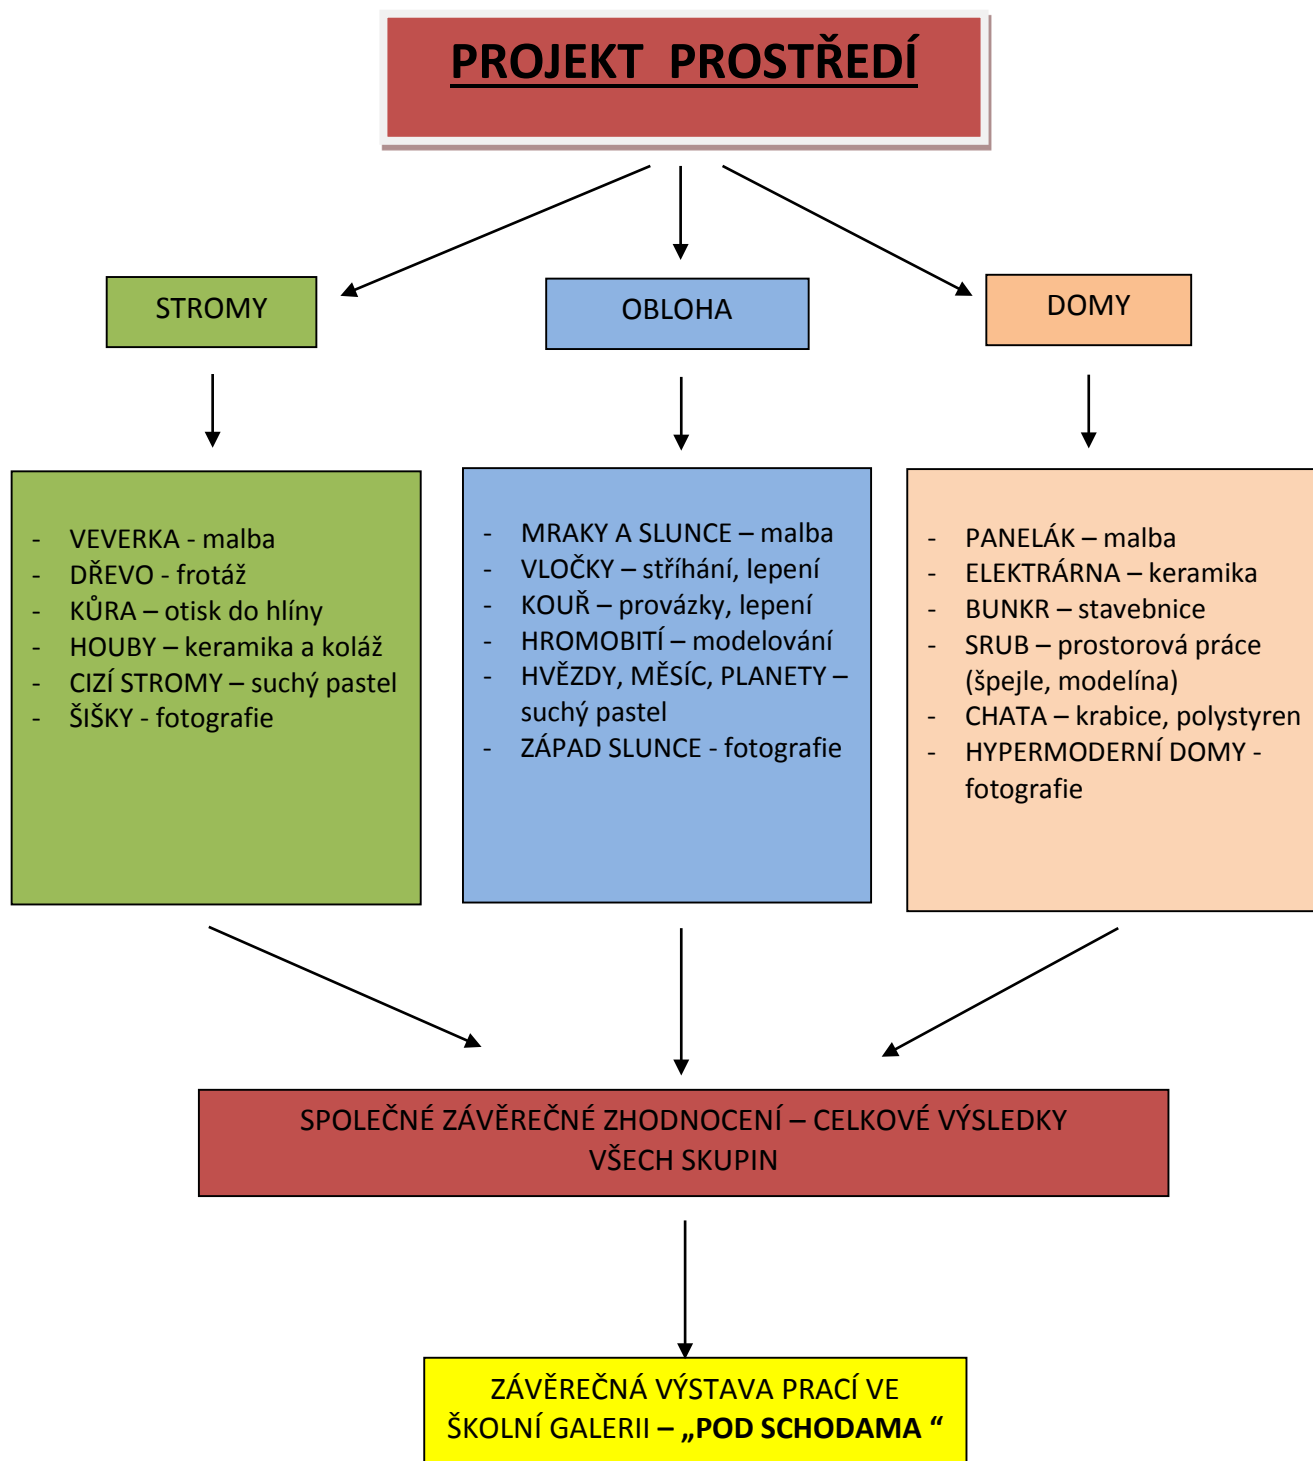 PROJEKT PROSTŘEDÍ
STROMY
OBLOHA
DOMY
- VEVERKA - malba
- DŘEVO - frotáž
- KŮRA – otisk do hlíny
- HOUBY – keramika a koláž
- CIZÍ STROMY – suchý pastel
- ŠIŠKY - fotografie
- MRAKY A SLUNCE – malba
- VLOČKY – stříhání, lepení
- KOUŘ – provázky, lepení
- HROMOBITÍ – modelování
- HVĚZDY, MĚSÍC, PLANETY –
suchý pastel
- ZÁPAD SLUNCE - fotografie
- PANELÁK – malba
- ELEKTRÁRNA – keramika
- BUNKR – stavebnice
- SRUB – prostorová práce
(špejle, modelína)
- CHATA – krabice, polystyren
- HYPERMODERNÍ DOMY -
fotografie
SPOLEČNÉ ZÁVĚREČNÉ ZHODNOCENÍ – CELKOVÉ VÝSLEDKY
VŠECH SKUPIN
ZÁVĚREČNÁ VÝSTAVA PRACÍ VE
ŠKOLNÍ GALERII – „POD SCHODAMA “